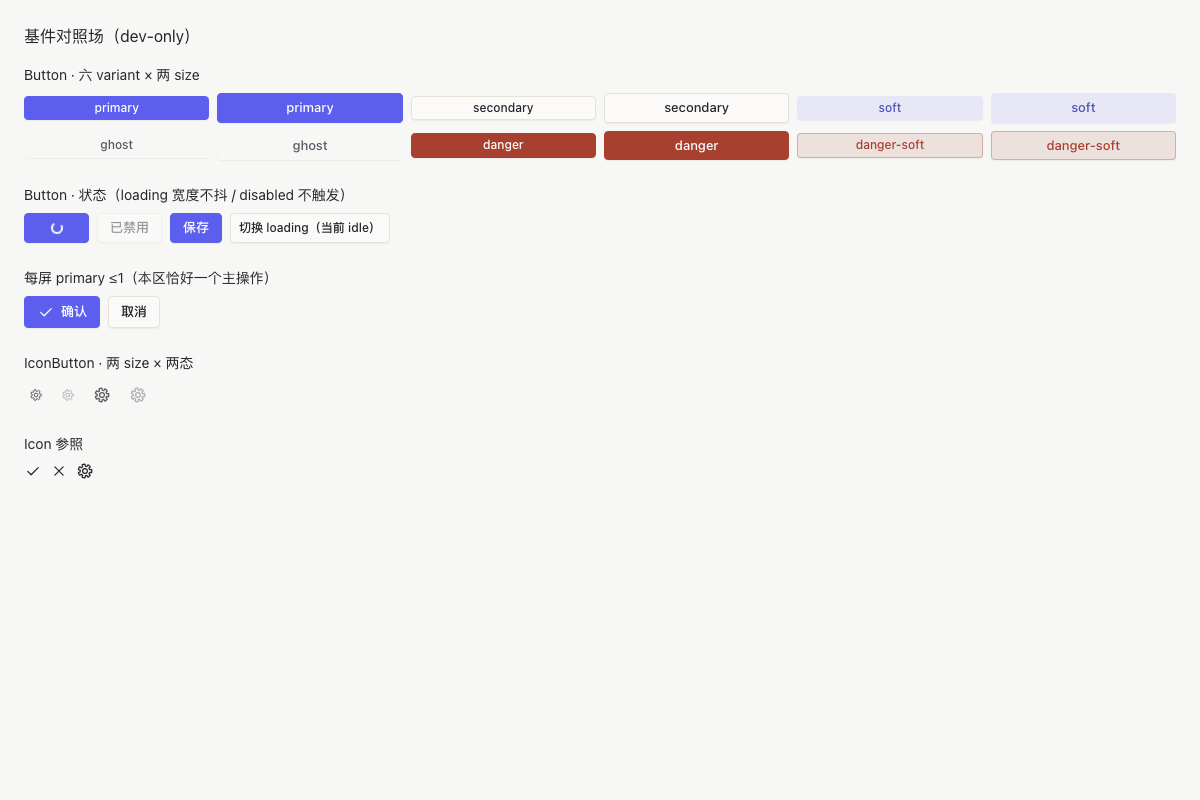 基件对照场（dev-only）
Button · 六 variant × 两 size
primary primary secondary secondary soft soft
ghost ghost danger danger danger-soft danger-soft
Button · 状态（loading 宽度不抖 / disabled 不触发）
已禁用 保存 切换 loading（当前 idle）
每屏 primary ≤1（本区恰好一个主操作）
确认 取消
IconButton · 两 size × 两态
Icon 参照